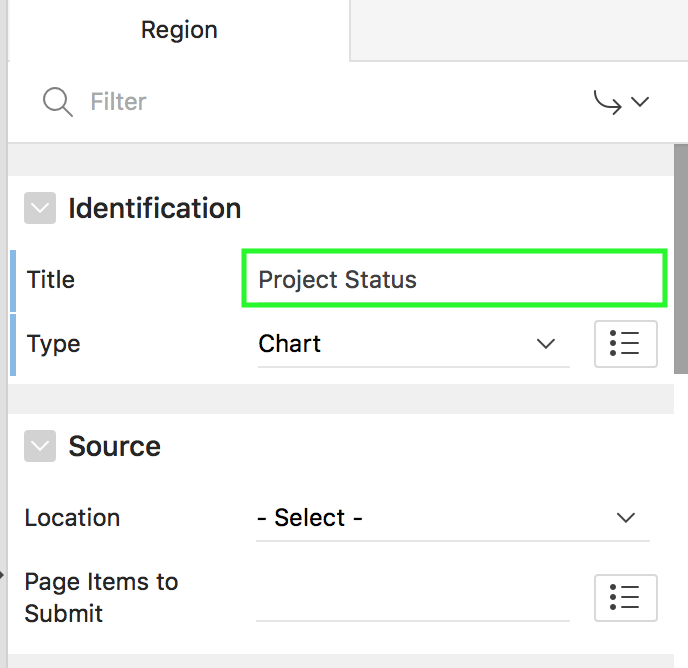 Region
Filter
Identification
Title
Project Status
Type
Chart
Source
Location
- Select -
Page Items to
Submit